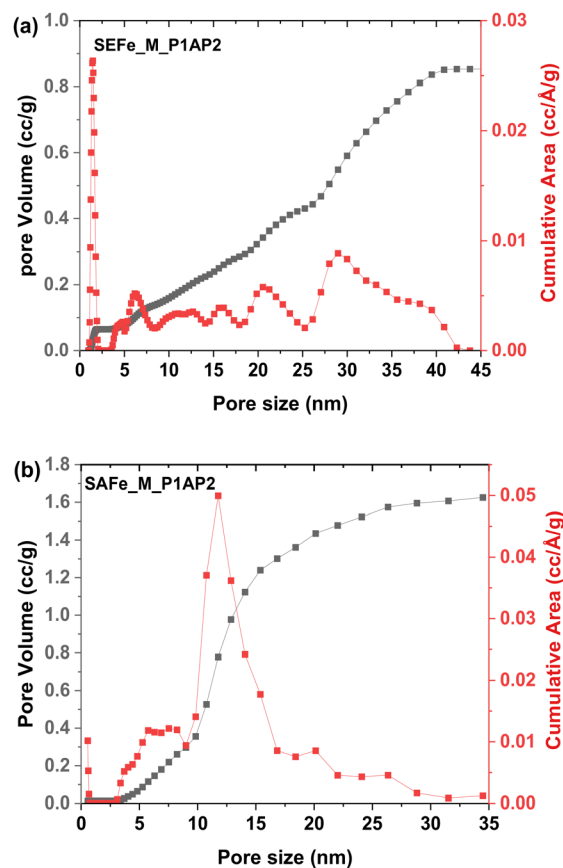 (a)
SEFe_M_P1AP2
pore Volume (cc/g)
1.0
0.8
0.6
0.4
0.2
0.0
0.03
0.02
0.01
0.00
Cumulative Area (cc/Å/g)
0 5 10 15 20 25 30 35 40 45
Pore size (nm)
(b)
SAFe_M_P1AP2
Pore Volume (cc/g)
1.8
1.6
1.4
1.2
1.0
0.8
0.6
0.4
0.2
0.0
0.05
0.04
0.03
0.02
0.01
0.00
Cumulative Area (cc/Å/g)
0 5 10 15 20 25 30 35
Pore size (nm)